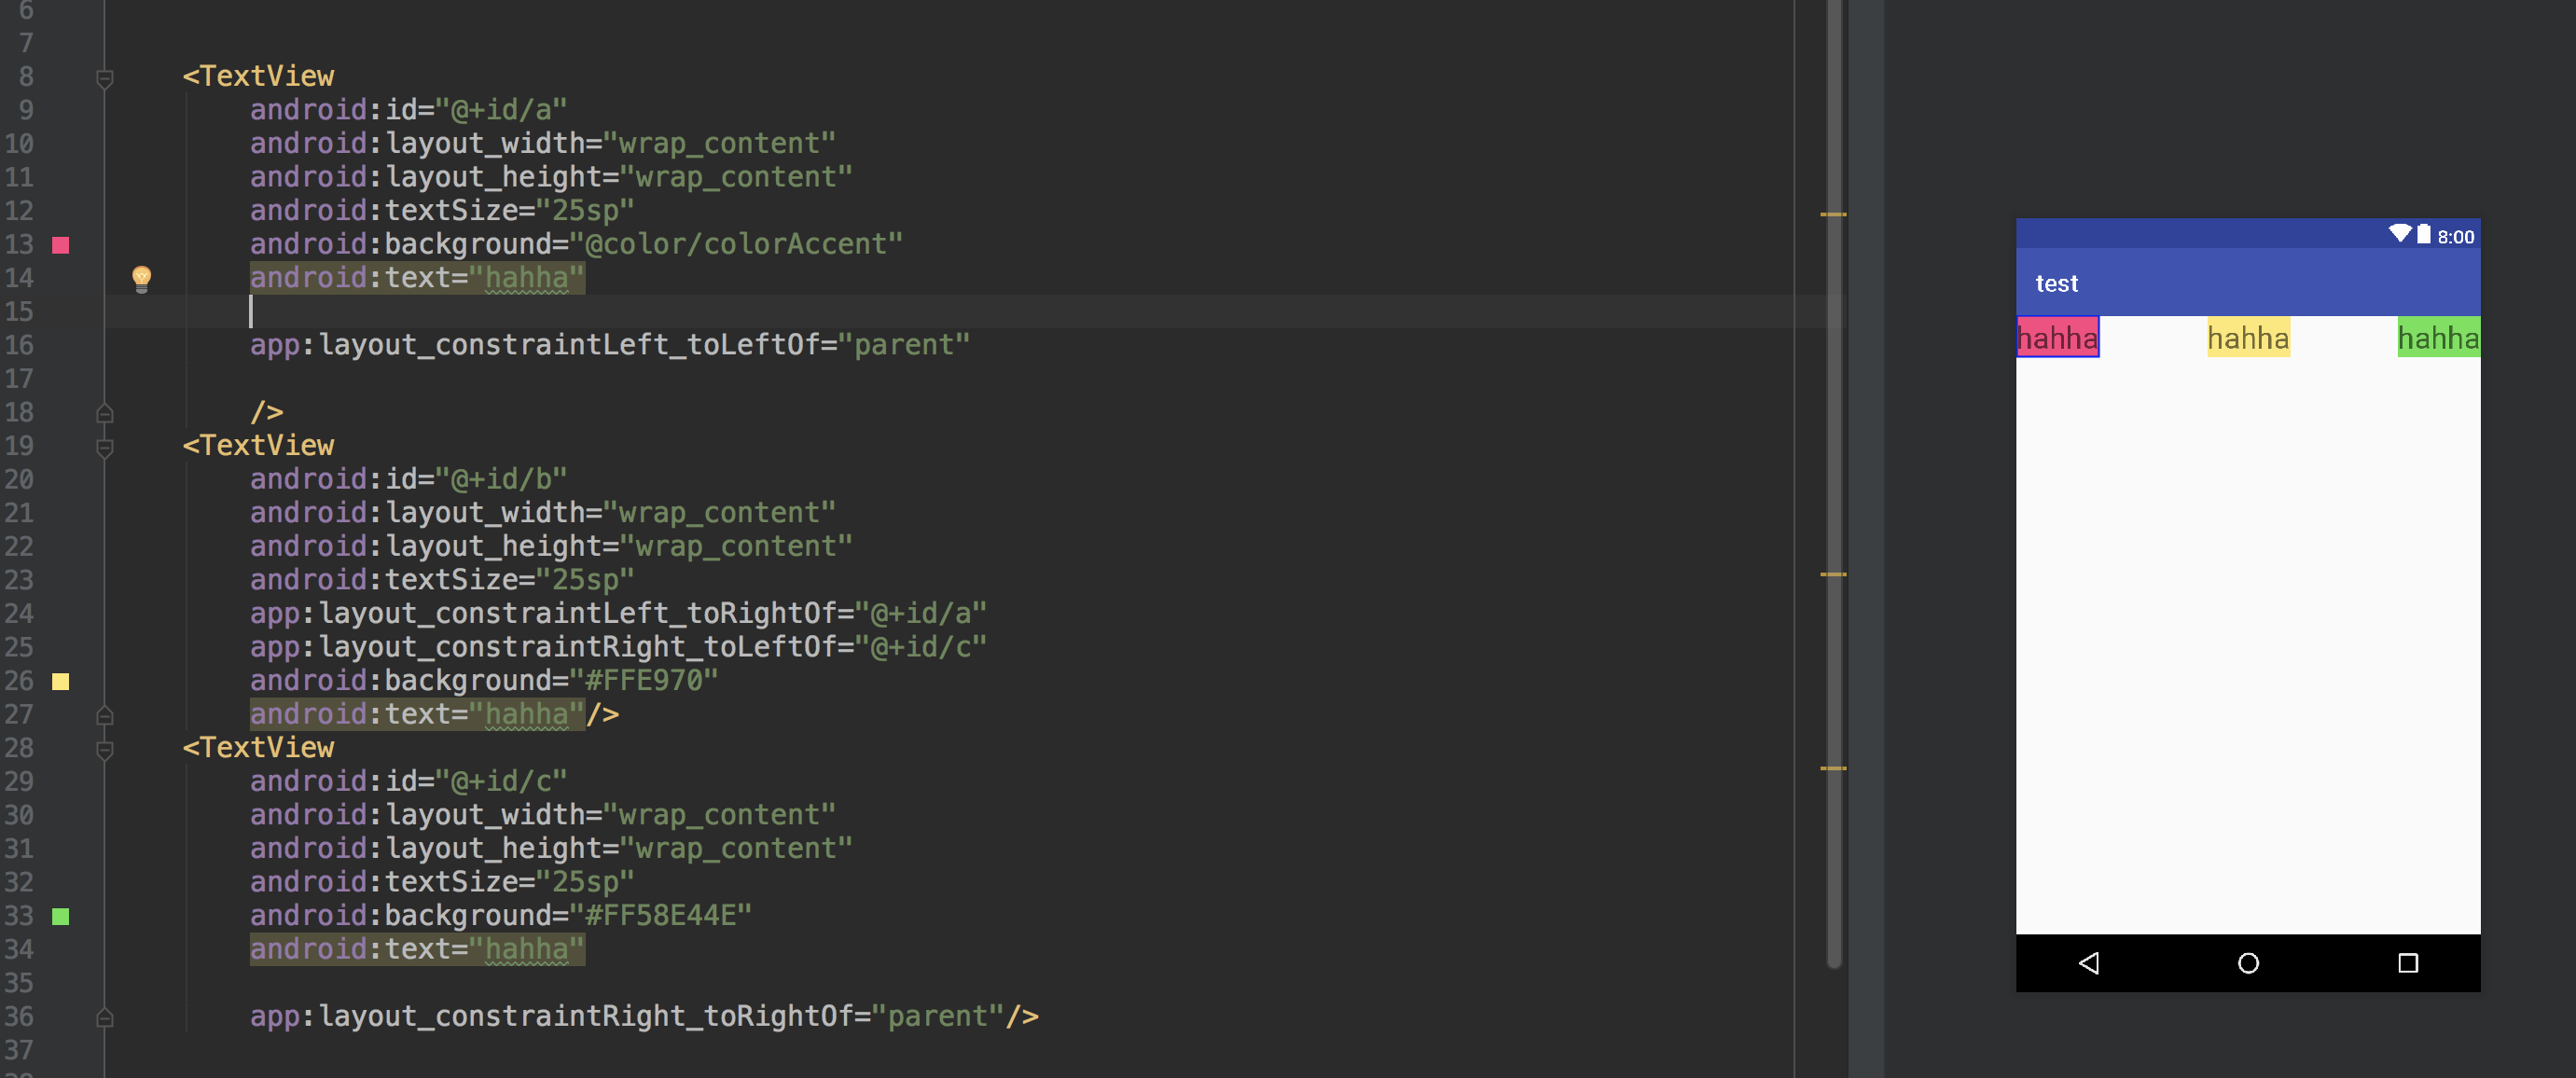 6
7
8 <TextView
9 android:id="@+id/a"
10 android:layout_width="wrap_content"
11 android:layout_height="wrap_content"
12 android:textSize="25sp"
13 android:background="@color/colorAccent"
14 android:text="hahha"
15
16 app:layout_constraintLeft_toLeftOf="parent"
17
18 />
19 <TextView
20 android:id="@+id/b"
21 android:layout_width="wrap_content"
22 android:layout_height="wrap_content"
23 android:textSize="25sp"
24 app:layout_constraintLeft_toRightOf="@+id/a"
25 app:layout_constraintRight_toLeftOf="@+id/c"
26 android:background="#FFE970"
27 android:text="hahha"/>
28 <TextView
29 android:id="@+id/c"
30 android:layout_width="wrap_content"
31 android:layout_height="wrap_content"
32 android:textSize="25sp"
33 android:background="#FF58E44E"
34 android:text="hahha"
35
36 app:layout_constraintRight_toRightOf="parent"/>
37
8:00
test
hahha hahha hahha